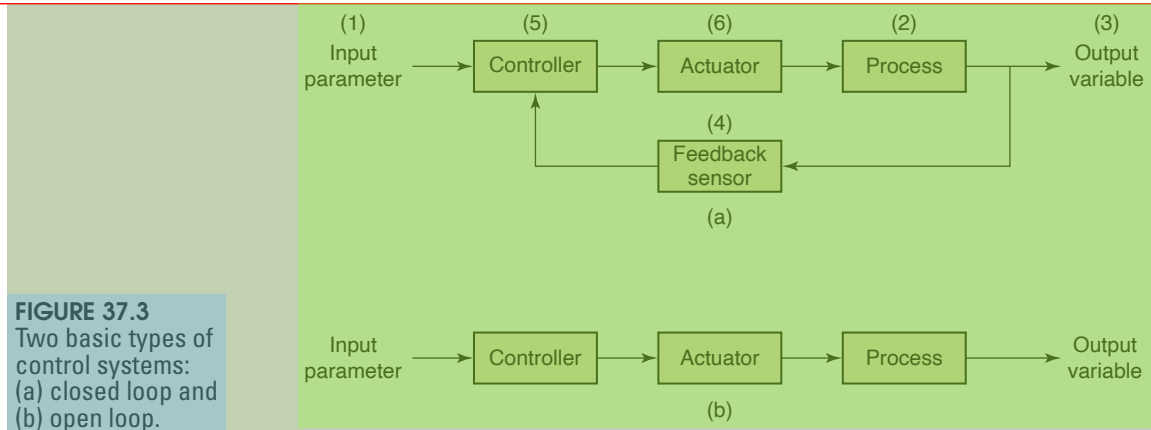 (1) (5) (6) (2) (3)
Input parameter Controller Actuator Process Output variable
(4)
Feedback sensor
(a)
Input parameter Controller Actuator Process Output variable
(b)
FIGURE 37.3
Two basic types of
control systems:
(a) closed loop and
(b) open loop.